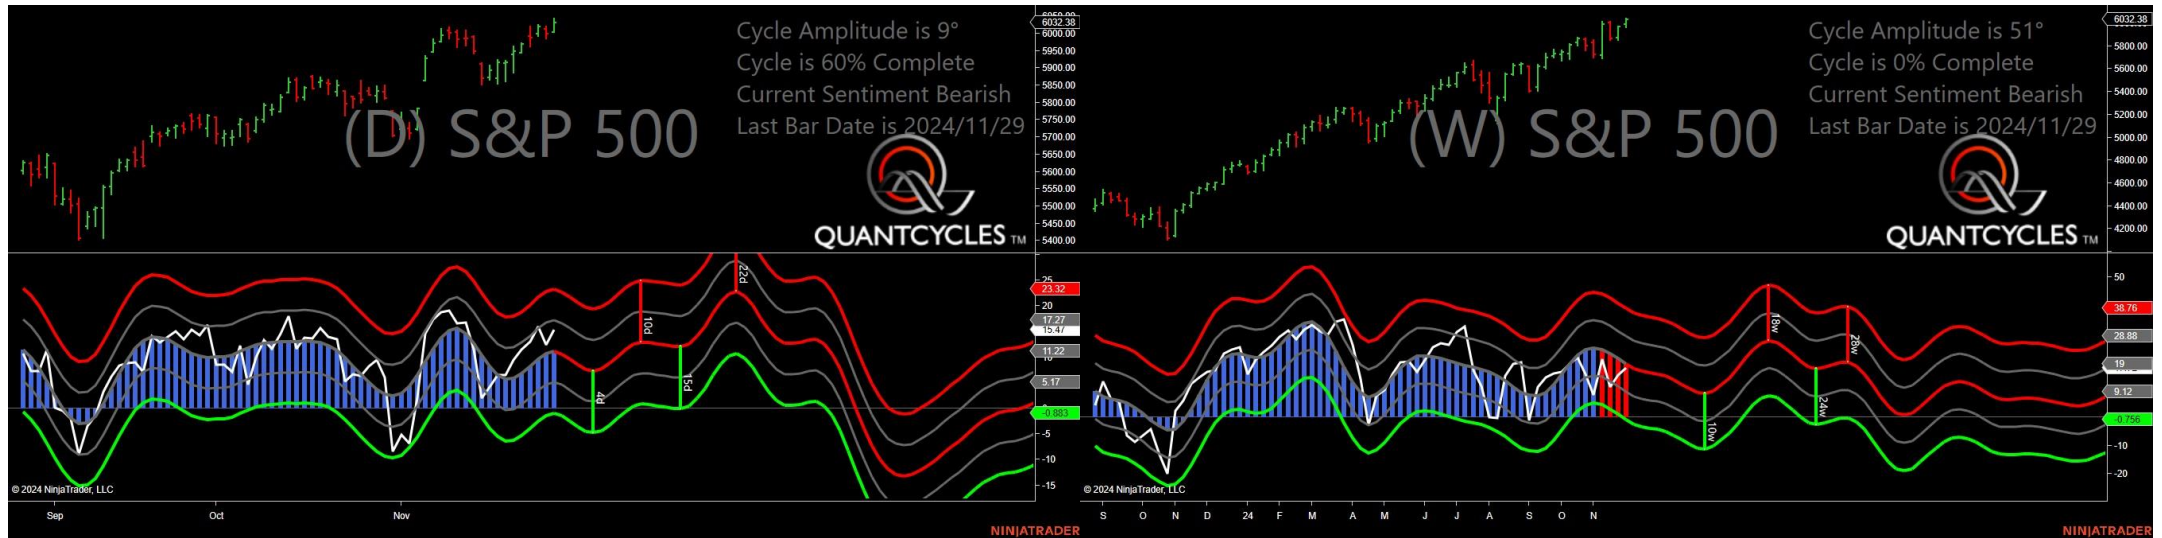 Cycle Amplitude is 9°
Cycle is 60% Complete
Current Sentiment Bearish
Last Bar Date is 2024/11/29
(D) S&P 500
QUANTCYCLES TM
6032.38
6000.00
5950.00
5900.00
5850.00
5800.00
5750.00
5700.00
5650.00
5600.00
5550.00
5500.00
5450.00
5400.00
10d
22d
4d
15d
25
23.32
20
17.27
15.47
11.22
5.17
-0.883
-5
-10
-15
© 2024 NinjaTrader, LLC
Sep Oct Nov
NINJATRADER
Cycle Amplitude is 51°
Cycle is 0% Complete
Current Sentiment Bearish
Last Bar Date is 2024/11/29
(W) S&P 500
QUANTCYCLES TM
6032.38
5800.00
5600.00
5400.00
5200.00
5000.00
4800.00
4600.00
4400.00
4200.00
18w
28w
10w
24w
50
38.76
28.88
19
9.12
-0.756
-10
-20
© 2024 NinjaTrader, LLC
S O N D 24 F M A M J J A S O N
NINJATRADER